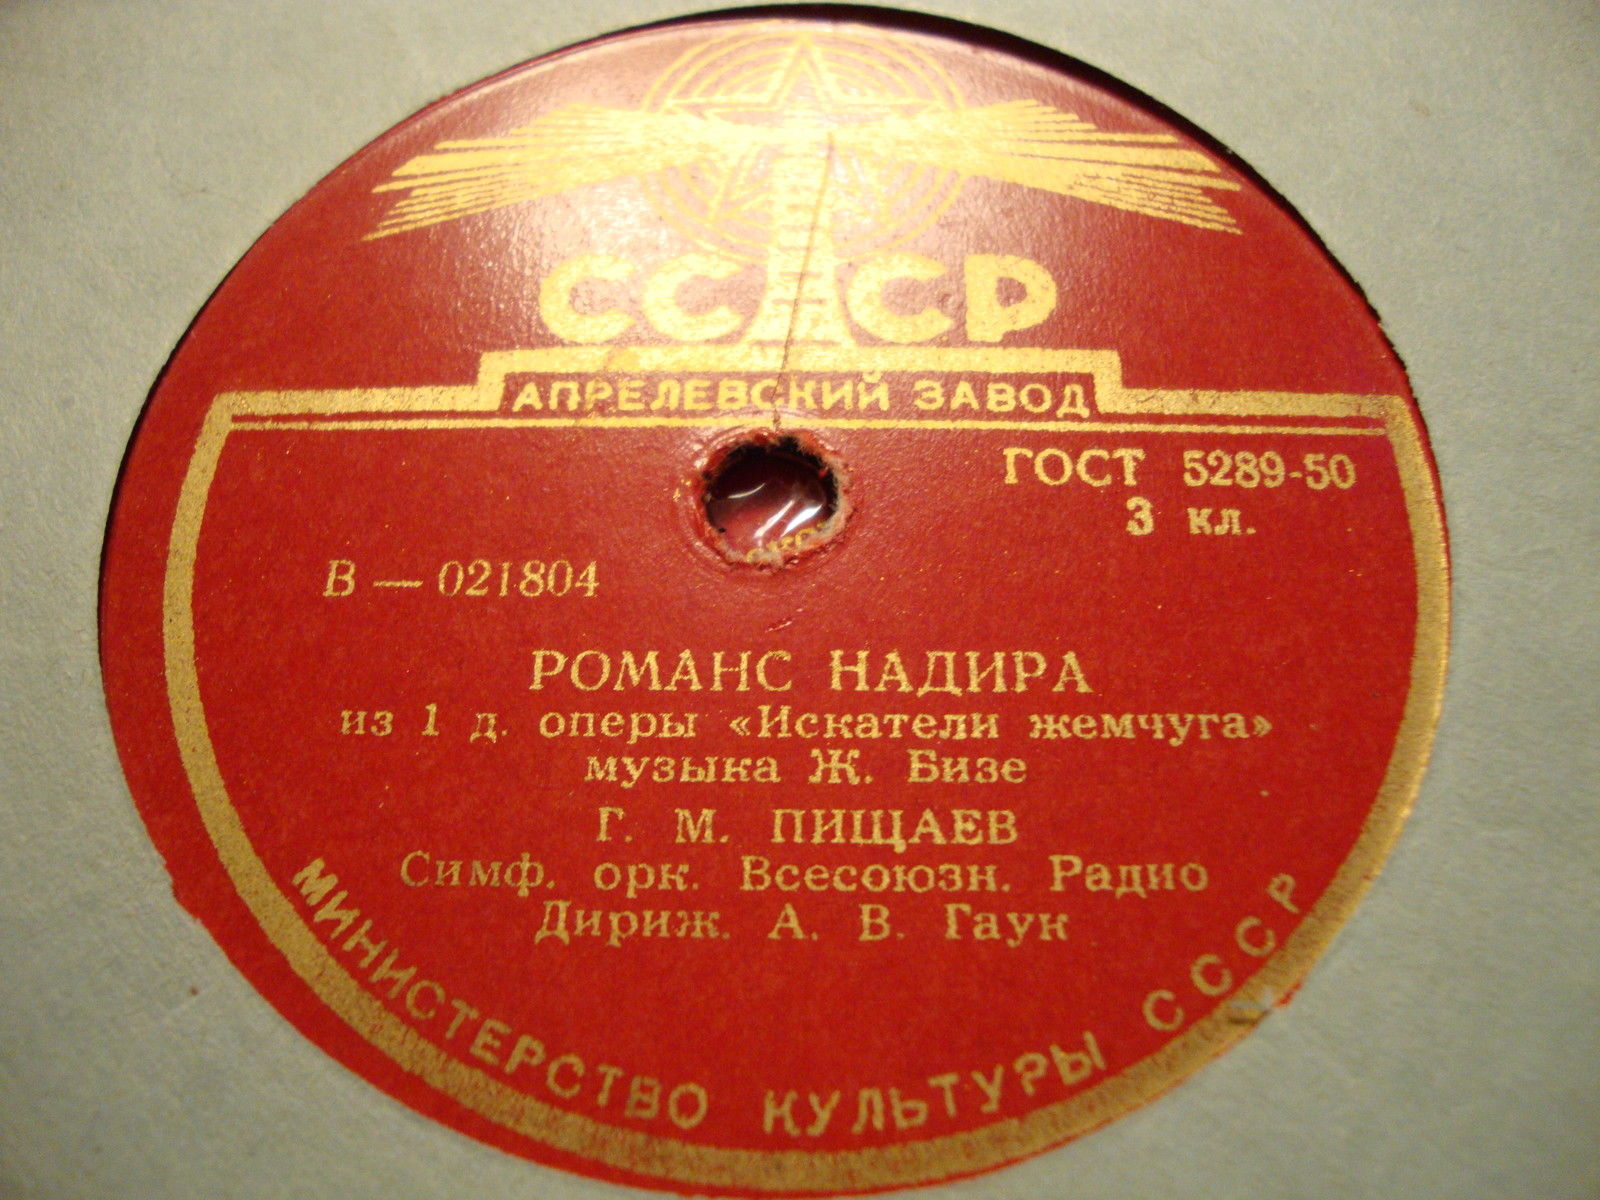 СССР
АПРЕЛЕВСКИЙ ЗАВОД
ГОСТ 5289-50
3 кл.
В — 021804
РОМАНС НАДИРА
из 1 д. оперы «Искатели жемчуга»
музыка Ж. Бизе
Г. М. ПИЩАЕВ
Симф. орк. Всесоюзн. Радио
Дириж. А. В. Гаук
МИНИСТЕРСТВО КУЛЬТУРЫ СССР